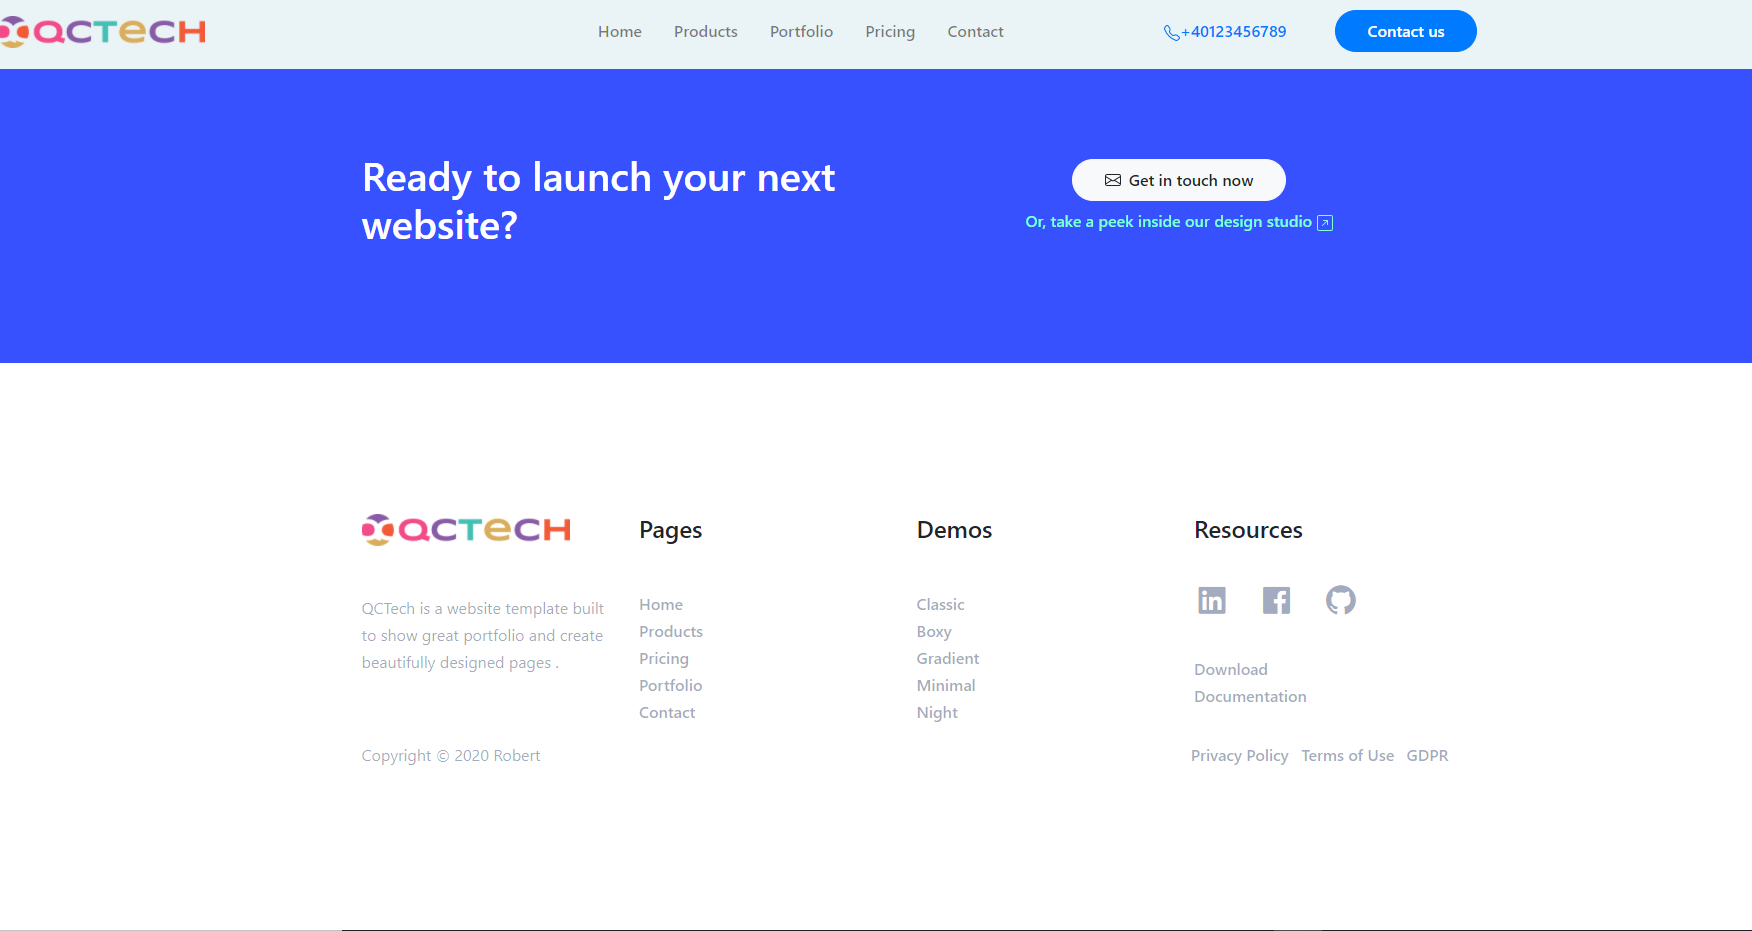 QCTECH
Home Products Portfolio Pricing Contact +40123456789 Contact us
Ready to launch your next
website?
Get in touch now
Or, take a peek inside our design studio
QCTECH
QCTech is a website template built
to show great portfolio and create
beautifully designed pages .
Pages
Home
Products
Pricing
Portfolio
Contact
Demos
Classic
Boxy
Gradient
Minimal
Night
Resources
Download
Documentation
Copyright © 2020 Robert
Privacy Policy Terms of Use GDPR